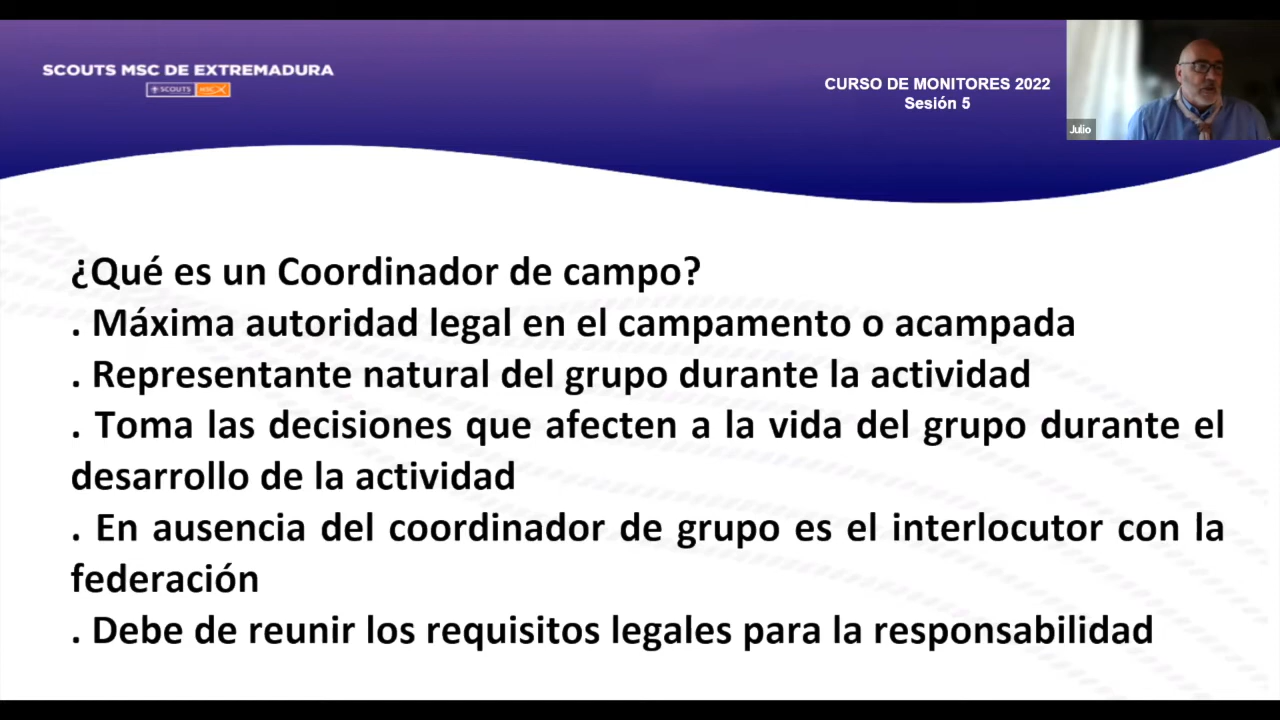 SCOUTS MSC DE EXTREMADURA
SCOUTS MSC
CURSO DE MONITORES 2022
Sesión 5
Julio
¿Qué es un Coordinador de campo?
. Máxima autoridad legal en el campamento o acampada
. Representante natural del grupo durante la actividad
. Toma las decisiones que afecten a la vida del grupo durante el
desarrollo de la actividad
. En ausencia del coordinador de grupo es el interlocutor con la
federación
. Debe de reunir los requisitos legales para la responsabilidad